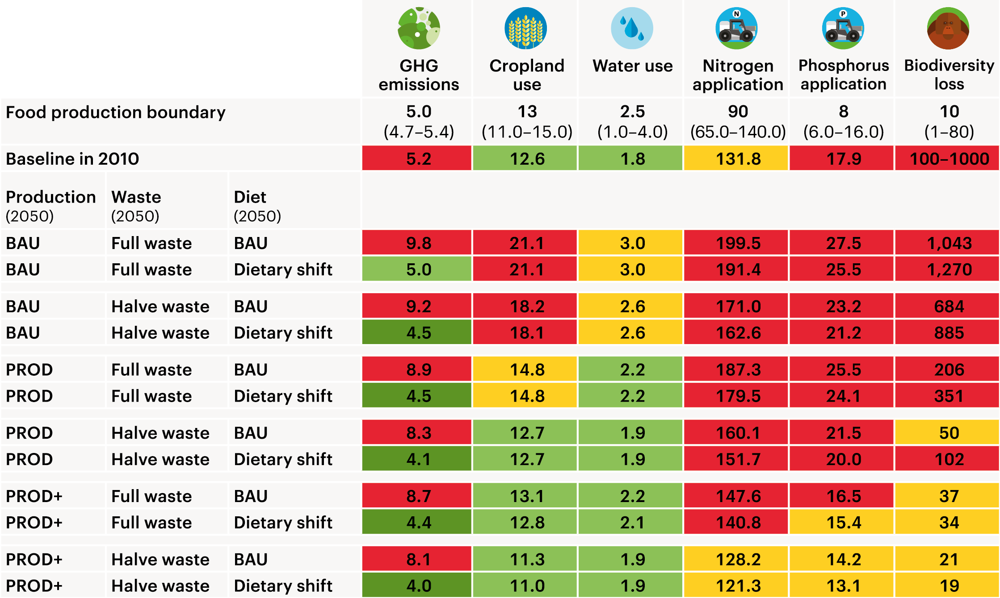 N
P
GHG emissions
Cropland use
Water use
Nitrogen application
Phosphorus application
Biodiversity loss
Food production boundary 5.0 13 2.5 90 8 10
(4.7–5.4) (11.0–15.0) (1.0–4.0) (65.0–140.0) (6.0–16.0) (1–80)
Baseline in 2010 5.2 12.6 1.8 131.8 17.9 100–1000
Production Waste Diet
(2050) (2050) (2050)
BAU Full waste BAU 9.8 21.1 3.0 199.5 27.5 1,043
BAU Full waste Dietary shift 5.0 21.1 3.0 191.4 25.5 1,270
BAU Halve waste BAU 9.2 18.2 2.6 171.0 23.2 684
BAU Halve waste Dietary shift 4.5 18.1 2.6 162.6 21.2 885
PROD Full waste BAU 8.9 14.8 2.2 187.3 25.5 206
PROD Full waste Dietary shift 4.5 14.8 2.2 179.5 24.1 351
PROD Halve waste BAU 8.3 12.7 1.9 160.1 21.5 50
PROD Halve waste Dietary shift 4.1 12.7 1.9 151.7 20.0 102
PROD+ Full waste BAU 8.7 13.1 2.2 147.6 16.5 37
PROD+ Full waste Dietary shift 4.4 12.8 2.1 140.8 15.4 34
PROD+ Halve waste BAU 8.1 11.3 1.9 128.2 14.2 21
PROD+ Halve waste Dietary shift 4.0 11.0 1.9 121.3 13.1 19